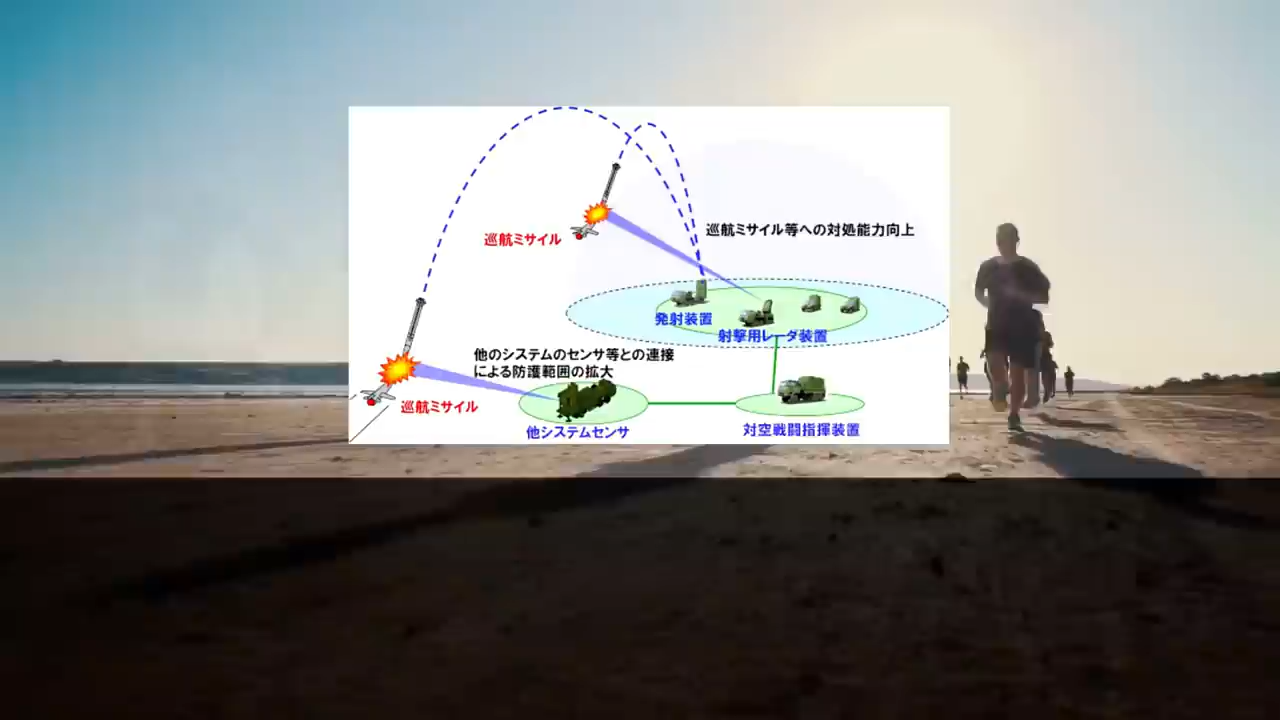 巡航ミサイル
巡航ミサイル等への対処能力向上
発射装置
射撃用レーダ装置
他のシステムのセンサ等との連接
による防護範囲の拡大
巡航ミサイル
他システムセンサ
対空戦闘指揮装置